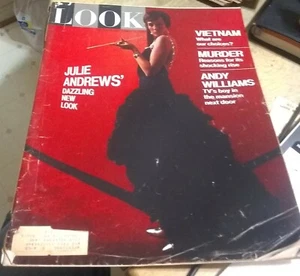 LOOK
JULIE
ANDREWS'
DAZZLING
NEW
LOOK
VIETNAM
What are
our choices?
MURDER
Reasons for its
shocking rise
ANDY
WILLIAMS
TV's boy in
the mansion
next door